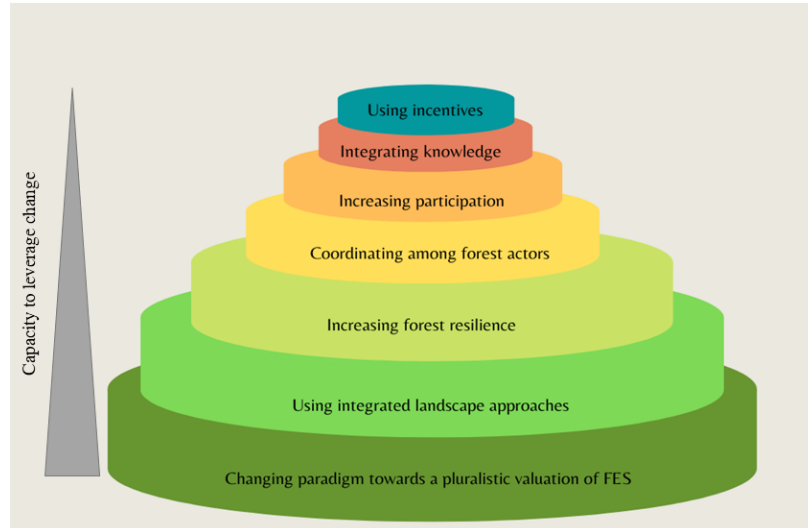 Using incentives
Integrating knowledge
Increasing participation
Coordinating among forest actors
Increasing forest resilience
Using integrated landscape approaches
Changing paradigm towards a pluralistic valuation of FES
Capacity to leverage change